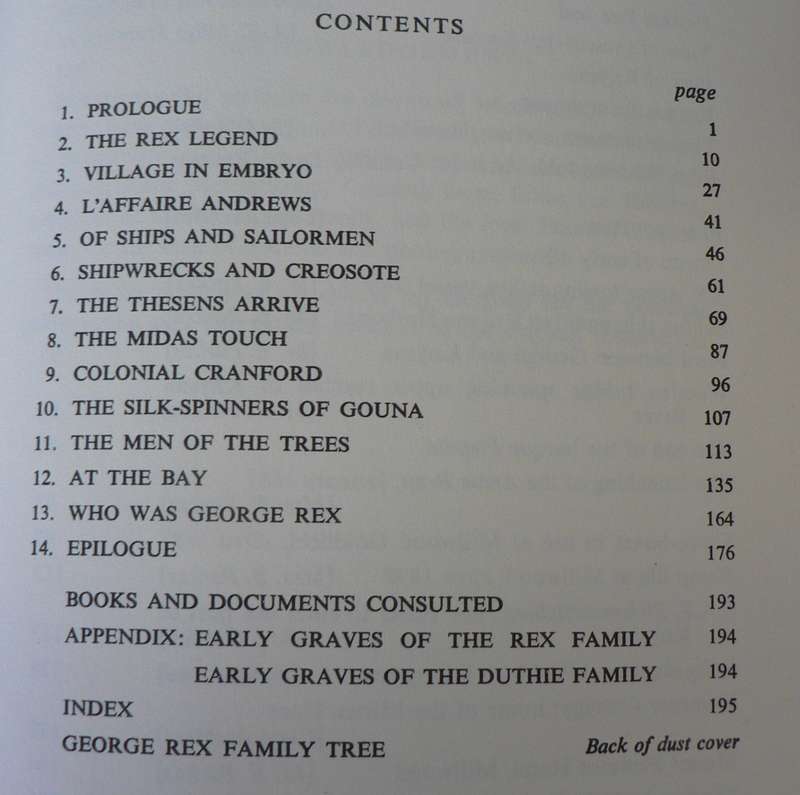 CONTENTS
page
1. PROLOGUE 1
2. THE REX LEGEND 10
3. VILLAGE IN EMBRYO 27
4. L'AFFAIRE ANDREWS 41
5. OF SHIPS AND SAILORMEN 46
6. SHIPWRECKS AND CREOSOTE 61
7. THE THESENS ARRIVE 69
8. THE MIDAS TOUCH 87
9. COLONIAL CRANFORD 96
10. THE SILK-SPINNERS OF GOUNA 107
11. THE MEN OF THE TREES 113
12. AT THE BAY 135
13. WHO WAS GEORGE REX 164
14. EPILOGUE 176
BOOKS AND DOCUMENTS CONSULTED 193
APPENDIX: EARLY GRAVES OF THE REX FAMILY 194
EARLY GRAVES OF THE DUTHIE FAMILY 194
INDEX 195
GEORGE REX FAMILY TREE Back of dust cover